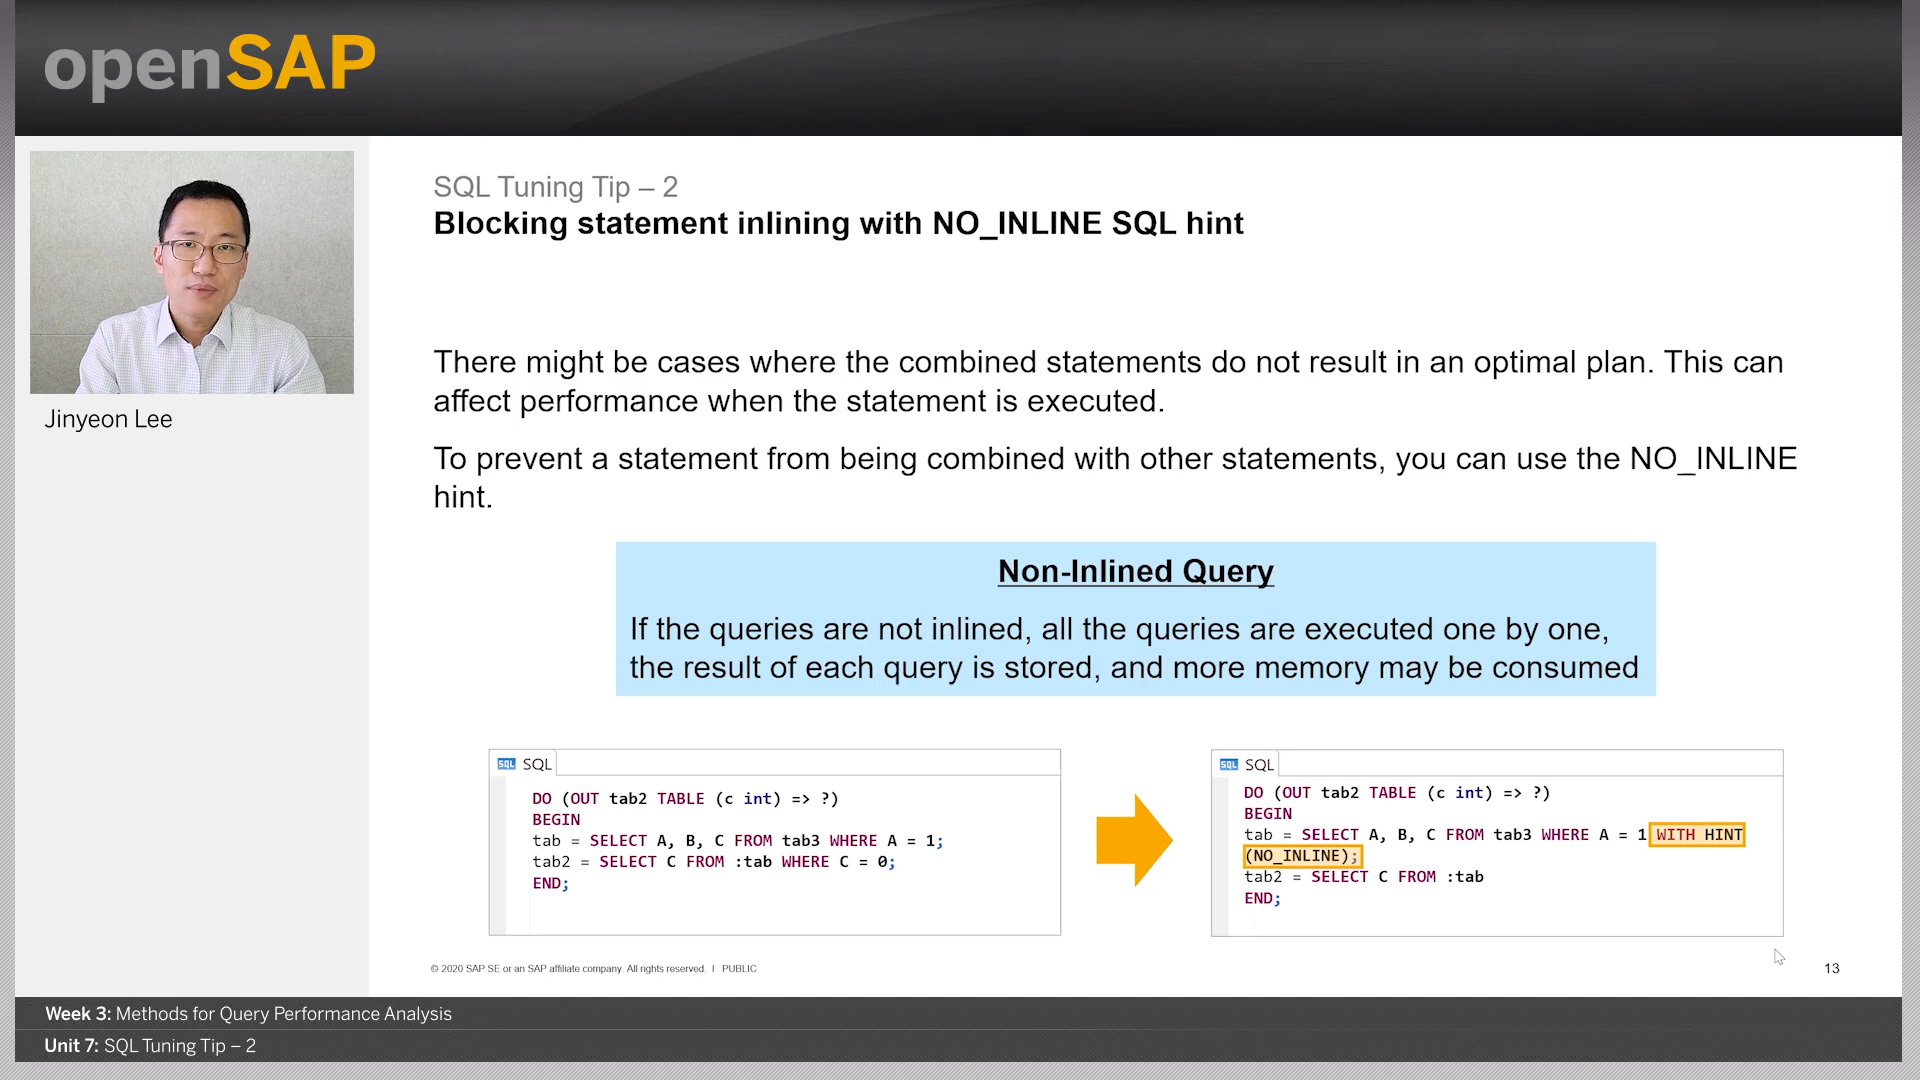 openSAP
Jinyeon Lee
SQL Tuning Tip – 2
Blocking statement inlining with NO_INLINE SQL hint
There might be cases where the combined statements do not result in an optimal plan. This can
affect performance when the statement is executed.
To prevent a statement from being combined with other statements, you can use the NO_INLINE
hint.
Non-Inlined Query
If the queries are not inlined, all the queries are executed one by one,
the result of each query is stored, and more memory may be consumed
SQL SQL
DO (OUT tab2 TABLE (c int) => ?)
BEGIN
tab = SELECT A, B, C FROM tab3 WHERE A = 1;
tab2 = SELECT C FROM :tab WHERE C = 0;
END;
SQL SQL
DO (OUT tab2 TABLE (c int) => ?)
BEGIN
tab = SELECT A, B, C FROM tab3 WHERE A = 1 WITH HINT
(NO_INLINE);
tab2 = SELECT C FROM :tab
END;
© 2020 SAP SE or an SAP affiliate company. All rights reserved. I PUBLIC
13
Week 3: Methods for Query Performance Analysis
Unit 7: SQL Tuning Tip – 2